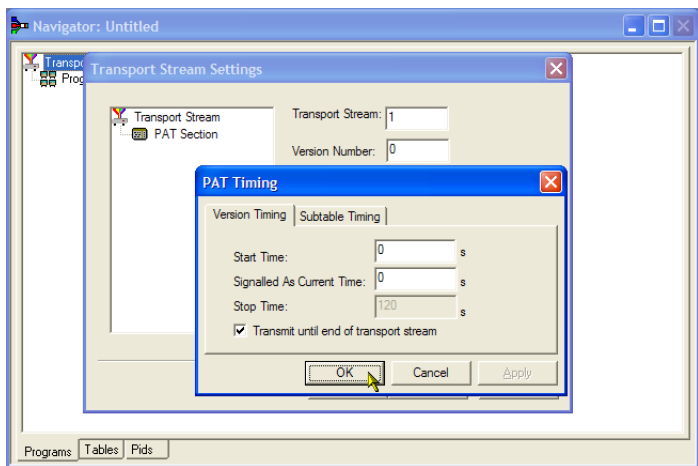 Navigator: Untitled
Transpo
Prog
Transport Stream Settings
Transport Stream
PAT Section
Transport Stream: 1
Version Number: 0
PAT Timing
Version Timing Subtable Timing
Start Time: 0 s
Signalled As Current Time: 0 s
Stop Time: 120 s
Transmit until end of transport stream
OK Cancel Apply
Programs Tables Pids